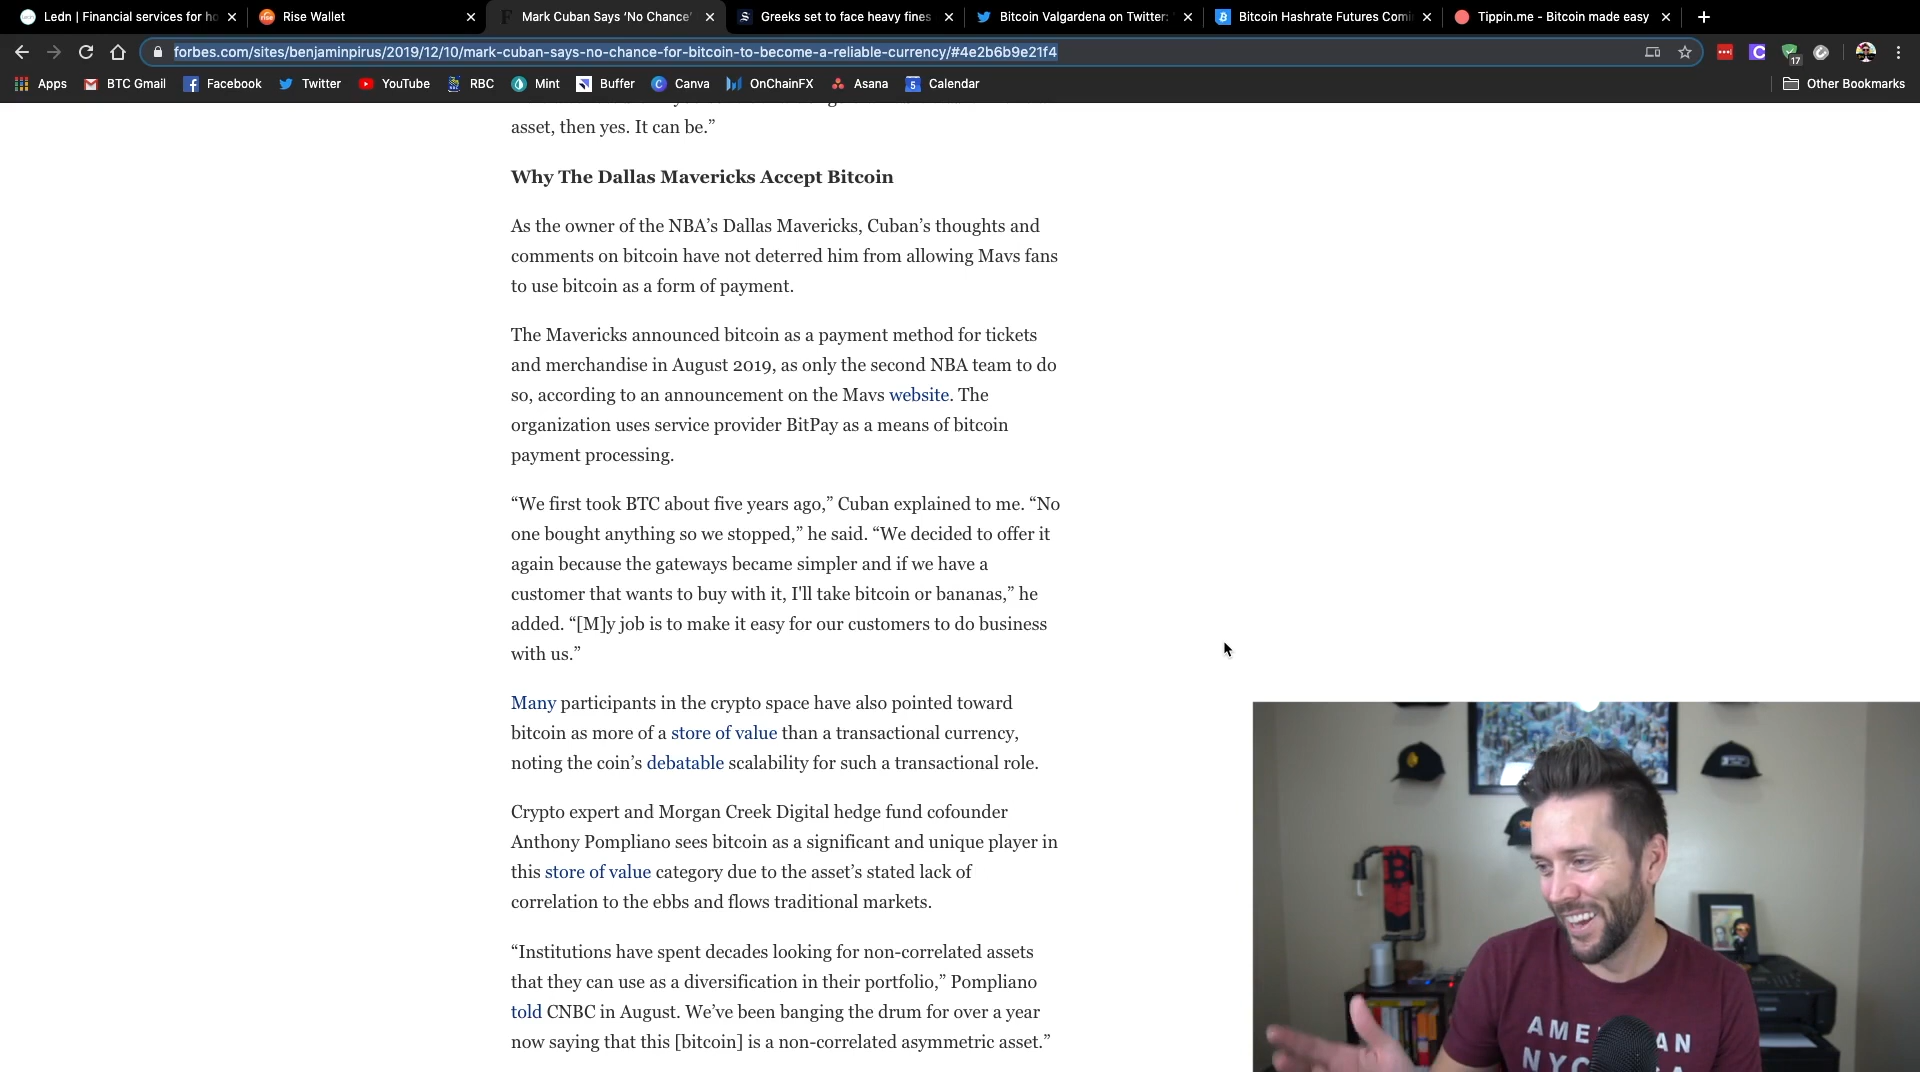 Ledn | Financial services for ho
Rise Wallet
Mark Cuban Says ‘No Chance’
Greeks set to face heavy fines
Bitcoin Valgardena on Twitter:
Bitcoin Hashrate Futures Comi
Tippin.me - Bitcoin made easy
forbes.com/sites/benjaminpirus/2019/12/10/mark-cuban-says-no-chance-for-bitcoin-to-become-a-reliable-currency/#4e2b6b9e21f4
17
Apps
BTC Gmail
Facebook
Twitter
YouTube
RBC
Mint
Buffer
Canva
OnChainFX
Asana
Calendar
Other Bookmarks
asset, then yes. It can be.”
Why The Dallas Mavericks Accept Bitcoin
As the owner of the NBA’s Dallas Mavericks, Cuban’s thoughts and
comments on bitcoin have not deterred him from allowing Mavs fans
to use bitcoin as a form of payment.
The Mavericks announced bitcoin as a payment method for tickets
and merchandise in August 2019, as only the second NBA team to do
so, according to an announcement on the Mavs website. The
organization uses service provider BitPay as a means of bitcoin
payment processing.
“We first took BTC about five years ago,” Cuban explained to me. “No
one bought anything so we stopped,” he said. “We decided to offer it
again because the gateways became simpler and if we have a
customer that wants to buy with it, I'll take bitcoin or bananas,” he
added. “[M]y job is to make it easy for our customers to do business
with us.”
Many participants in the crypto space have also pointed toward
bitcoin as more of a store of value than a transactional currency,
noting the coin’s debatable scalability for such a transactional role.
Crypto expert and Morgan Creek Digital hedge fund cofounder
Anthony Pompliano sees bitcoin as a significant and unique player in
this store of value category due to the asset’s stated lack of
correlation to the ebbs and flows traditional markets.
“Institutions have spent decades looking for non-correlated assets
that they can use as a diversification in their portfolio,” Pompliano
told CNBC in August. We’ve been banging the drum for over a year
now saying that this [bitcoin] is a non-correlated asymmetric asset.”